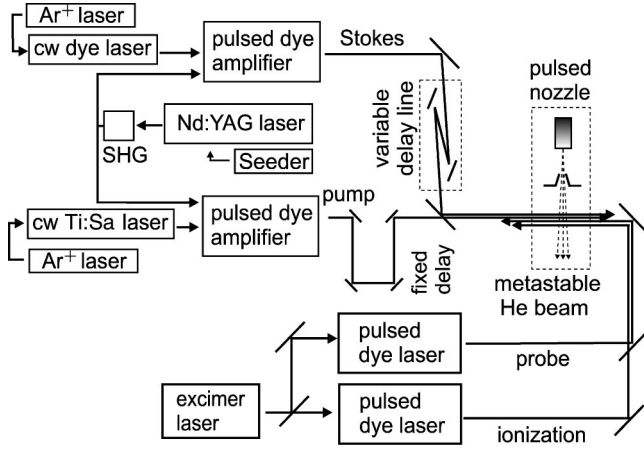 Ar+ laser
cw dye laser
pulsed dye
amplifier
Stokes
SHG
Nd:YAG laser
Seeder
variable
delay line
pulsed
nozzle
pump
cw Ti:Sa laser
Ar+ laser
pulsed dye
amplifier
fixed
delay
metastable
He beam
pulsed
dye laser
probe
excimer
laser
pulsed
dye laser
ionization